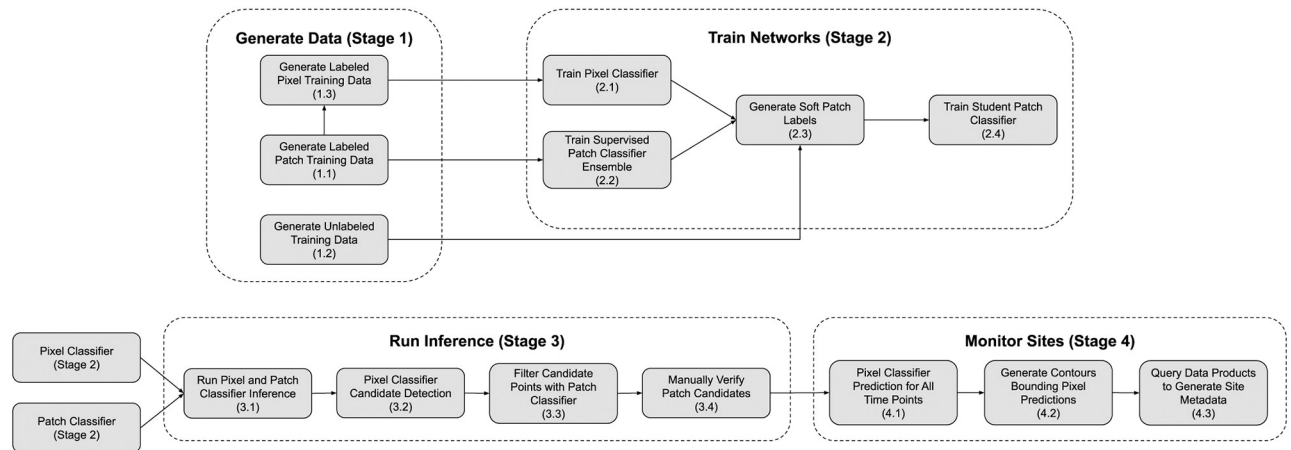 Generate Data (Stage 1)
Generate Labeled
Pixel Training Data
(1.3)
Generate Labeled
Patch Training Data
(1.1)
Generate Unlabeled
Training Data
(1.2)
Train Networks (Stage 2)
Train Pixel Classifier
(2.1)
Train Supervised
Patch Classifier
Ensemble
(2.2)
Generate Soft Patch
Labels
(2.3)
Train Student Patch
Classifier
(2.4)
Pixel Classifier
(Stage 2)
Patch Classifier
(Stage 2)
Run Inference (Stage 3)
Run Pixel and Patch
Classifier Inference
(3.1)
Pixel Classifier
Candidate Detection
(3.2)
Filter Candidate
Points with Patch
Classifier
(3.3)
Manually Verify
Patch Candidates
(3.4)
Monitor Sites (Stage 4)
Pixel Classifier
Prediction for All
Time Points
(4.1)
Generate Contours
Bounding Pixel
Predictions
(4.2)
Query Data Products
to Generate Site
Metadata
(4.3)